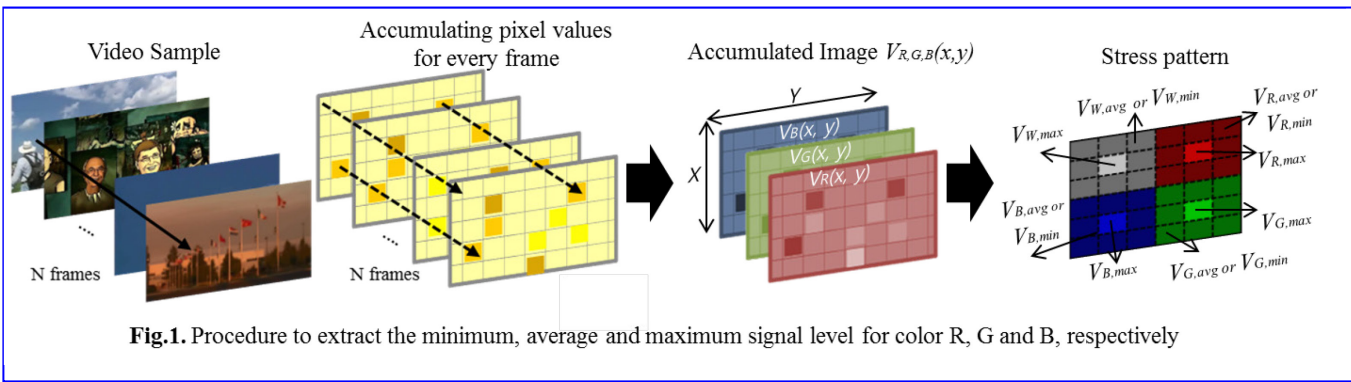 Video Sample
N frames
....
Accumulating pixel values
for every frame
N frames
....
Accumulated Image V_{R,G,B}(x,y)
Y
X
V_B(x, y)
V_G(x, y)
V_R(x, y)
Stress pattern
V_{W,avg} or V_{W,min}
V_{R,avg} or
V_{R,min}
V_{W,max}
V_{R,max}
V_{B,avg} or
V_{B,min}
V_{G,max}
V_{B,max}
V_{G,avg} or V_{G,min}
Fig.1. Procedure to extract the minimum, average and maximum signal level for color R, G and B, respectively